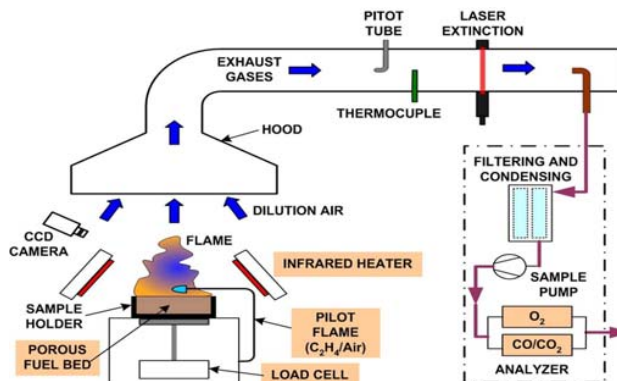 PITOT
TUBE
LASER
EXTINCTION
EXHAUST
GASES
THERMOCUPLE
HOOD
FILTERING AND
CONDENSING
DILUTION AIR
CCD
CAMERA
FLAME
INFRARED HEATER
SAMPLE
PUMP
SAMPLE
HOLDER
PILOT
FLAME
(C2H4/Air)
O2
CO/CO2
POROUS
FUEL BED
LOAD CELL
ANALYZER